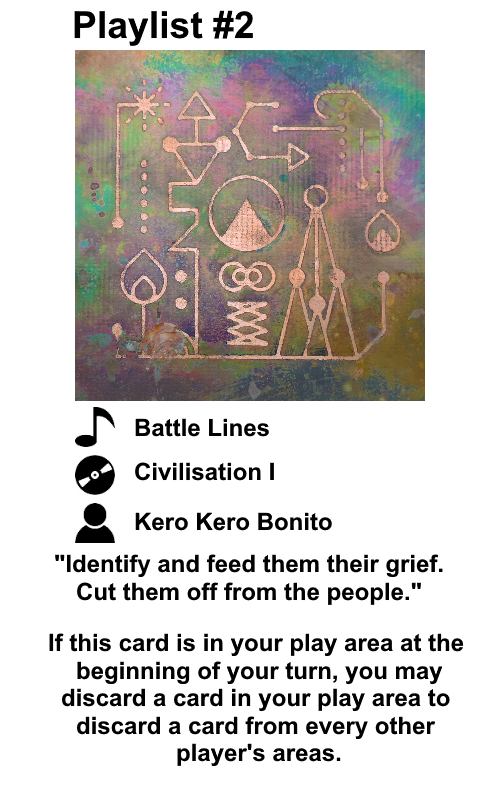 Playlist #2
Battle Lines
Civilisation I
Kero Kero Bonito
"Identify and feed them their grief.
Cut them off from the people."
If this card is in your play area at the
beginning of your turn, you may
discard a card in your play area to
discard a card from every other
player's areas.